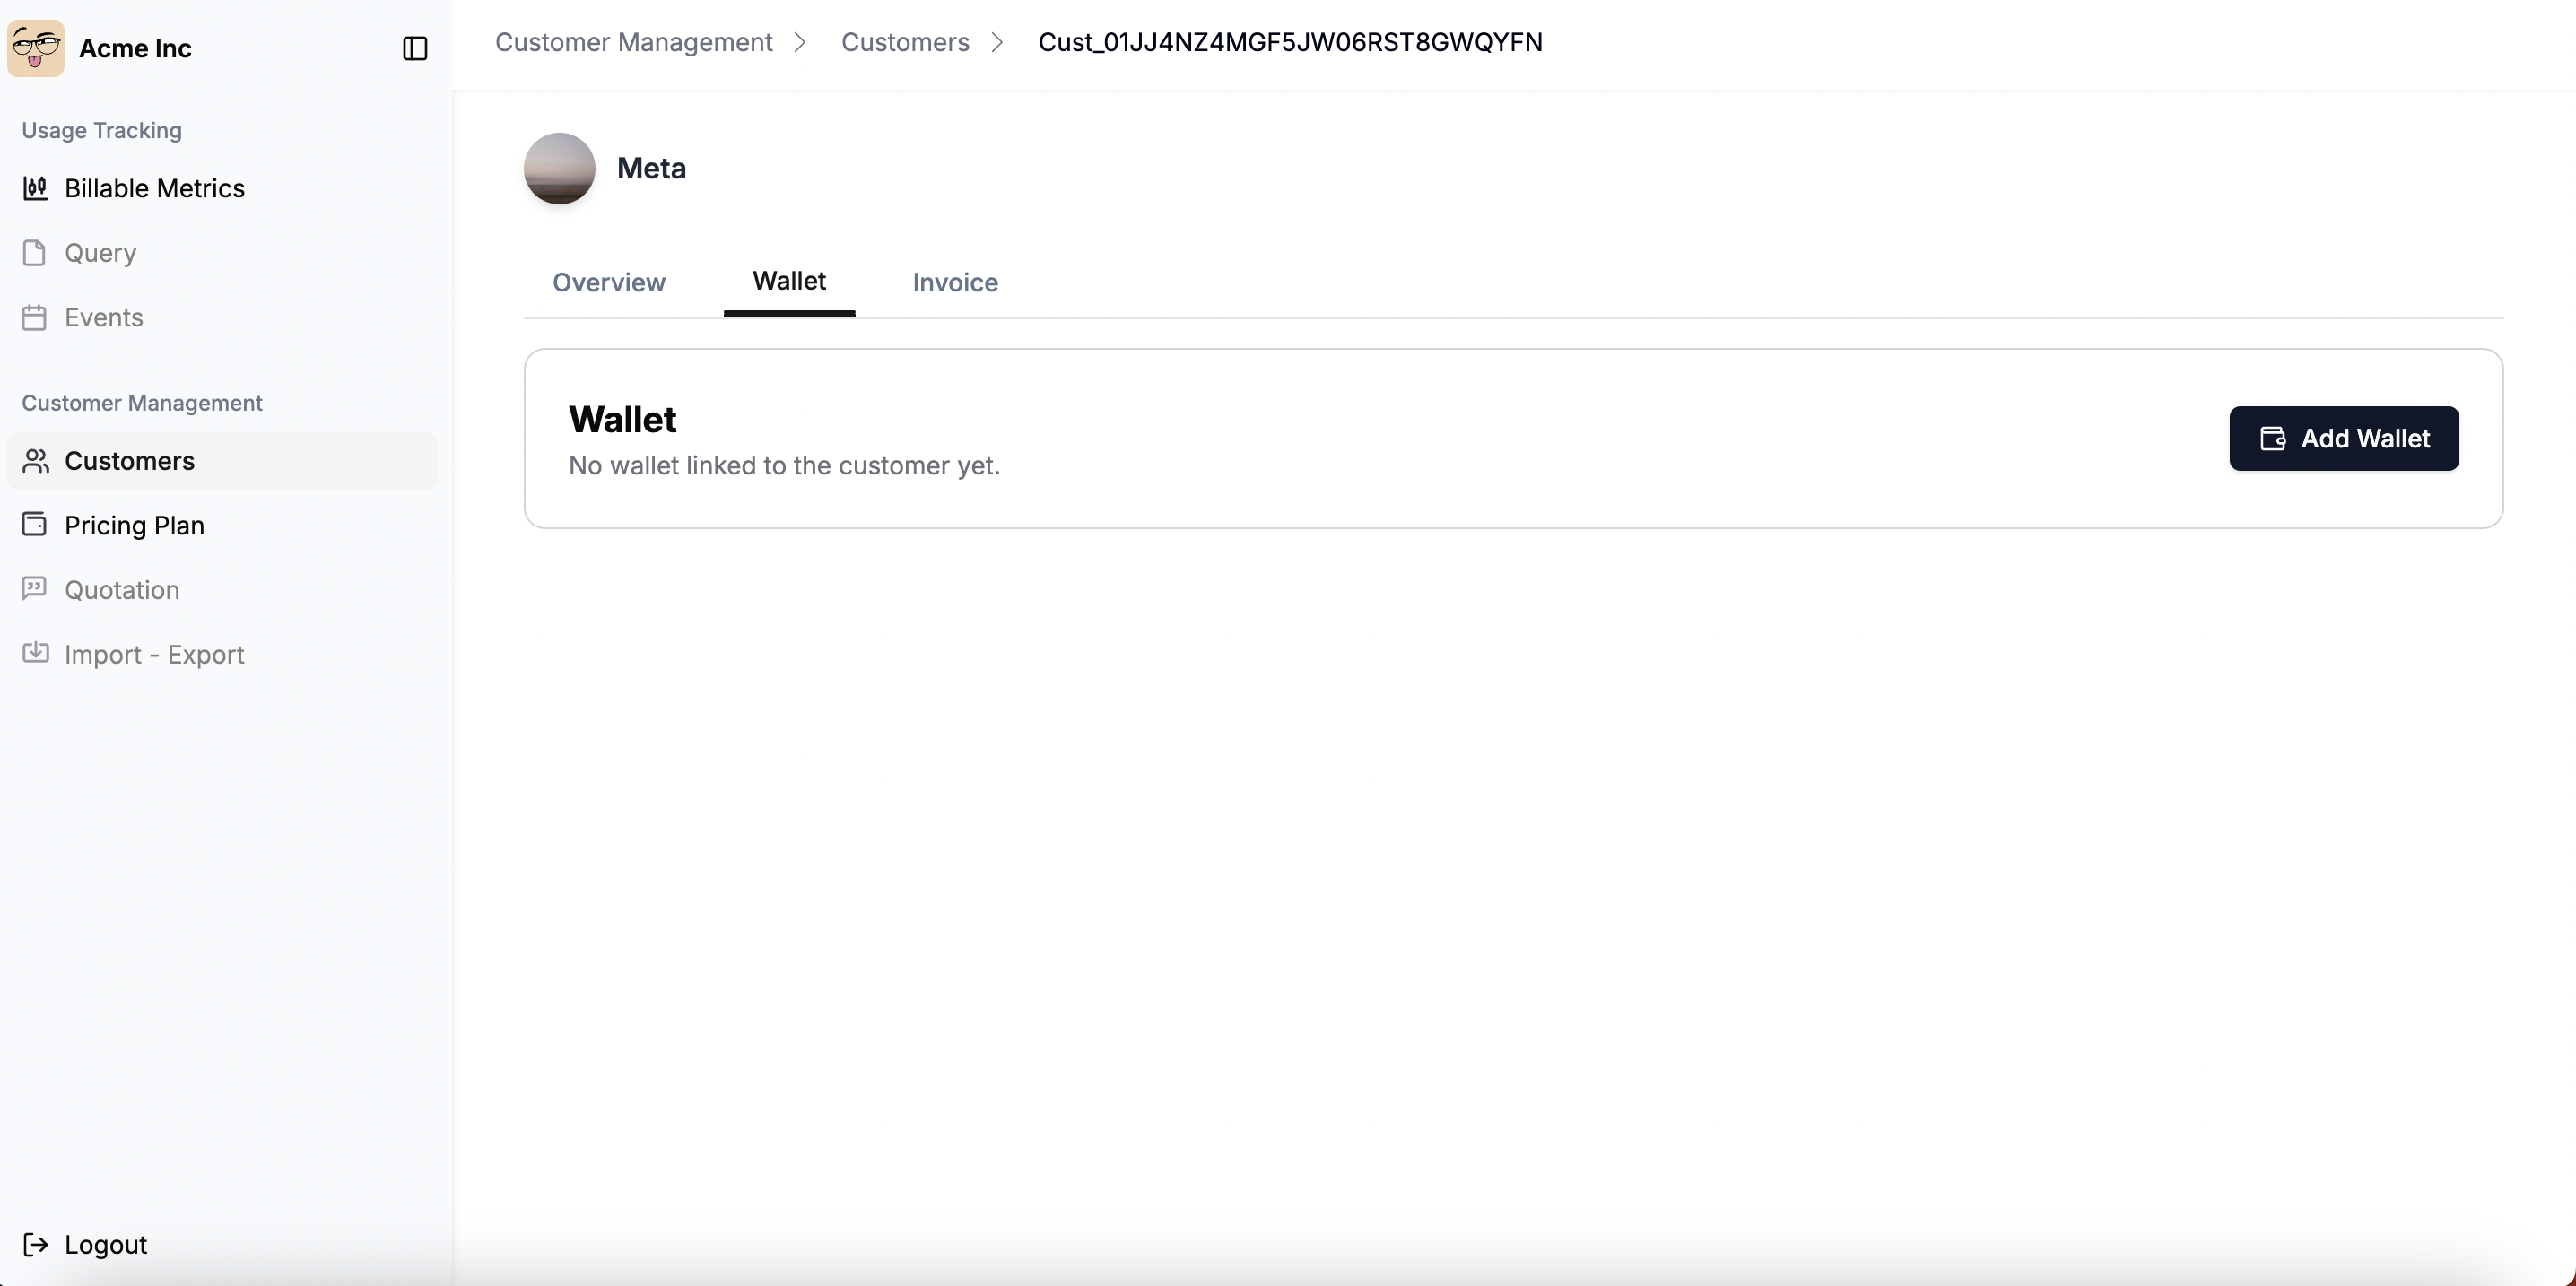 Acme Inc
Usage Tracking
Billable Metrics
Query
Events
Customer Management
Customers
Pricing Plan
Quotation
Import - Export
Logout
Customer Management > Customers > Cust_01JJ4NZ4MGF5JW06RST8GWQYFN
Meta
Overview Wallet Invoice
Wallet
No wallet linked to the customer yet.
Add Wallet